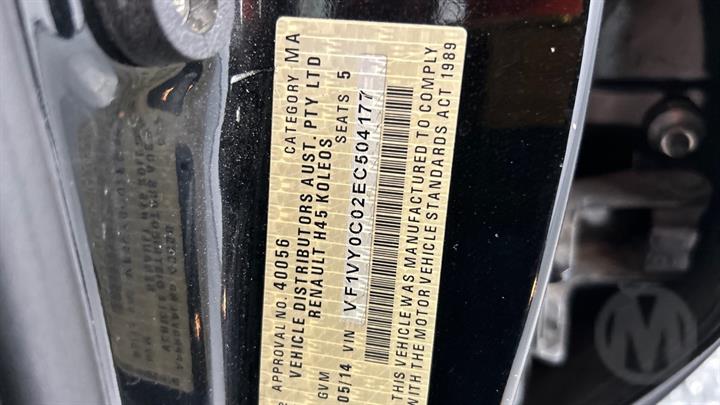 APPROVAL NO. 40056 CATEGORY MA
VEHICLE DISTRIBUTORS AUST. PTY LTD
RENAULT H45 KOLEOS
GVM SEATS 5
05/14 VIN VF1VY0C02EC504177
THIS VEHICLE WAS MANUFACTURED TO COMPLY
WITH THE MOTOR VEHICLE STANDARDS ACT 1989
M